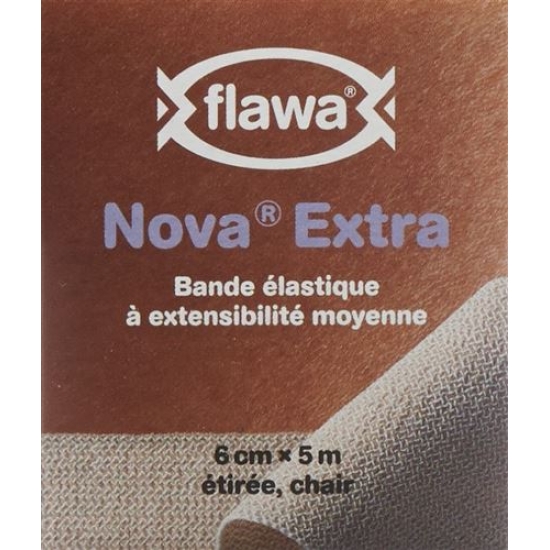 flawa®
Nova® Extra
Bande élastique
à extensibilité moyenne
6 cm × 5 m
étirée, chair